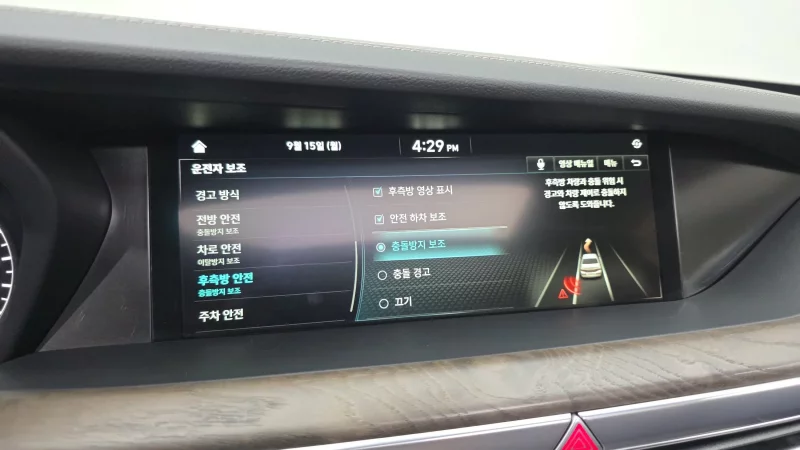 9월 15일 (월)
4:29 PM
운전자 보조
영상 매뉴얼
메뉴
경고 방식
전방 안전
충돌방지 보조
차로 안전
이탈방지 보조
후측방 안전
충돌방지 보조
주차 안전
후측방 영상 표시
안전 하차 보조
충돌방지 보조
충돌 경고
끄기
후측방 차량과 충돌 위험 시
경고와 차량 제어로 충돌하지
않도록 도와줍니다.